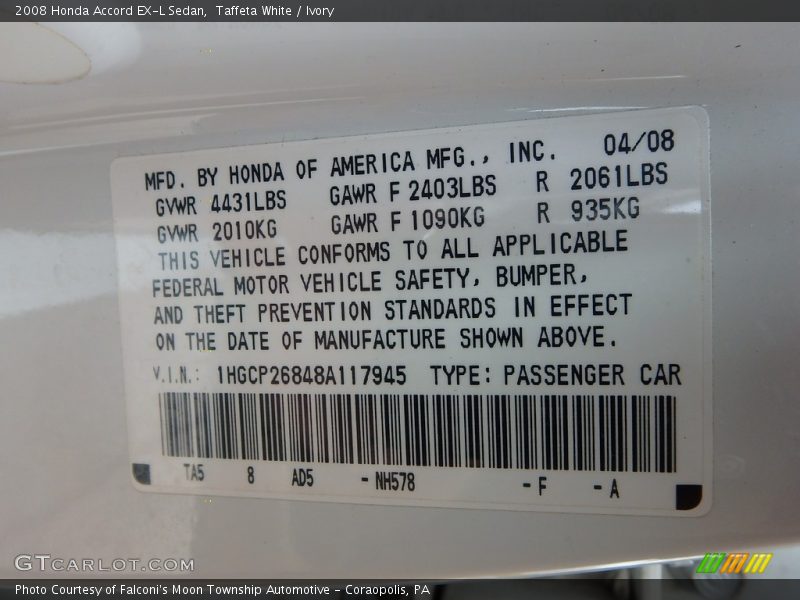 2008 Honda Accord EX-L Sedan, Taffeta White / Ivory
MFD. BY HONDA OF AMERICA MFG., INC. 04/08
GVWR 4431LBS GAWR F 2403LBS R 2061LBS
GVWR 2010KG GAWR F 1090KG R 935KG
THIS VEHICLE CONFORMS TO ALL APPLICABLE
FEDERAL MOTOR VEHICLE SAFETY, BUMPER,
AND THEFT PREVENTION STANDARDS IN EFFECT
ON THE DATE OF MANUFACTURE SHOWN ABOVE.
V.I.N.: 1HGCP26848A117945 TYPE: PASSENGER CAR
TA5 8 AD5 -NH578 -F -A
GTCARLOT.COM
Photo Courtesy of Falconi's Moon Township Automotive - Coraopolis, PA